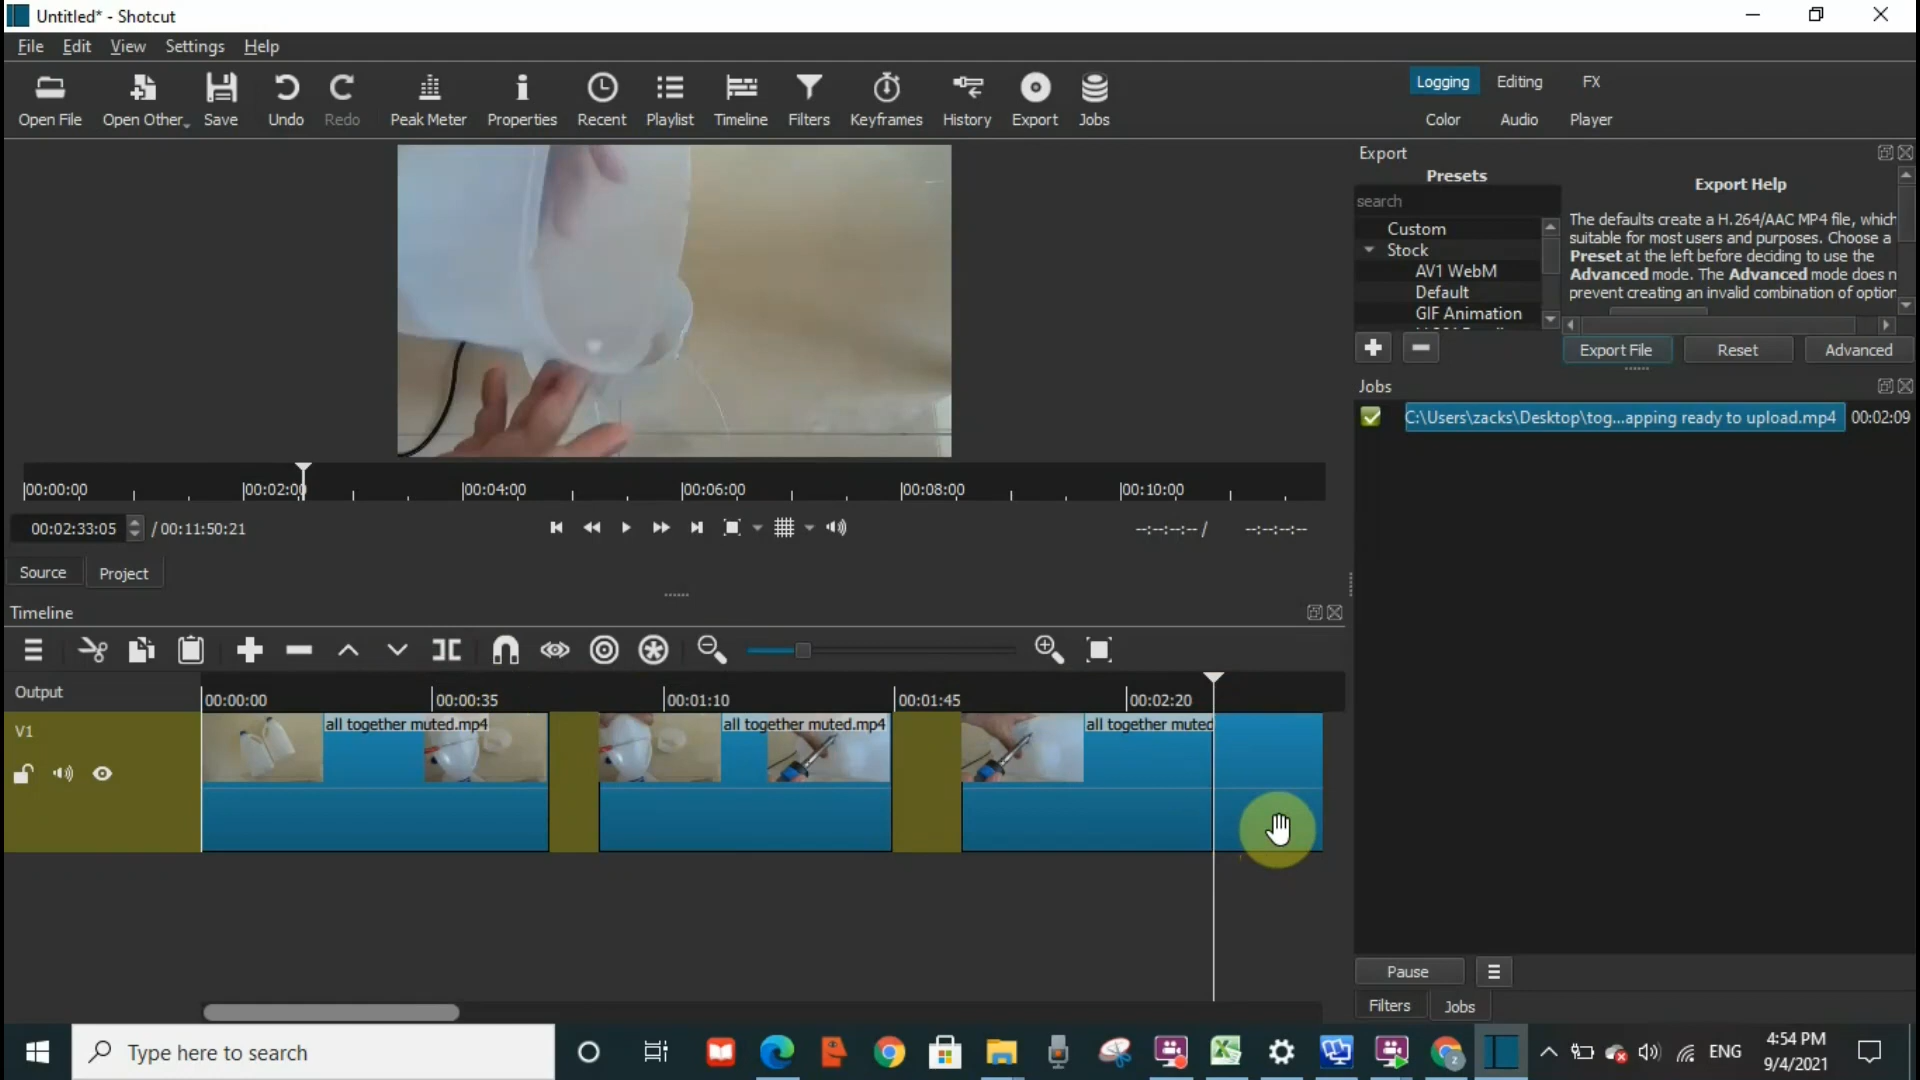 Untitled* - Shotcut
File Edit View Settings Help
Open File Open Other Save Undo Redo Peak Meter Properties Recent Playlist Timeline Filters Keyframes History Export Jobs
Logging Editing FX
Color Audio Player
Export
Presets
search
Custom
Stock
AV1 WebM
Default
GIF Animation
Export Help
The defaults create a H.264/AAC MP4 file, which
suitable for most users and purposes. Choose a
Preset at the left before deciding to use the
Advanced mode. The Advanced mode does n
prevent creating an invalid combination of option
Export File Reset Advanced
Jobs
C:\Users\zacks\Desktop\tog...apping ready to upload.mp4 00:02:09
00:00:00 00:02:00 00:04:00 00:06:00 00:08:00 00:10:00
00:02:33:05 / 00:11:50:21 --:--:--:-- / --:--:--:--
Source Project
Timeline
Output 00:00:00 00:00:35 00:01:10 00:01:45 00:02:20
V1
all together muted.mp4 all together muted.mp4 all together muted
Pause
Filters Jobs
Type here to search
ENG
4:54 PM
9/4/2021